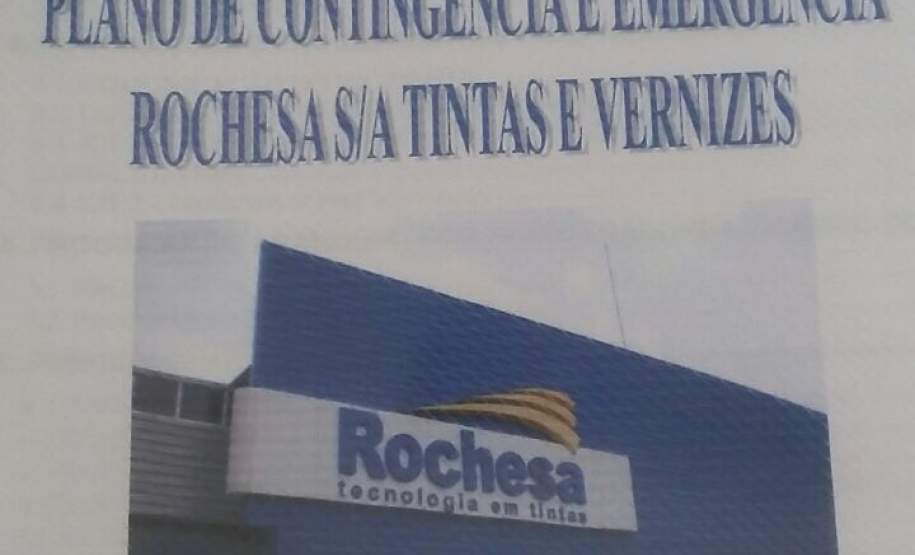 PLANO DE CONTINGÊNCIA E EMERGÊNCIA
ROCHESA S/A TINTAS E VERNIZES
Rochesa
tecnologia em tintas